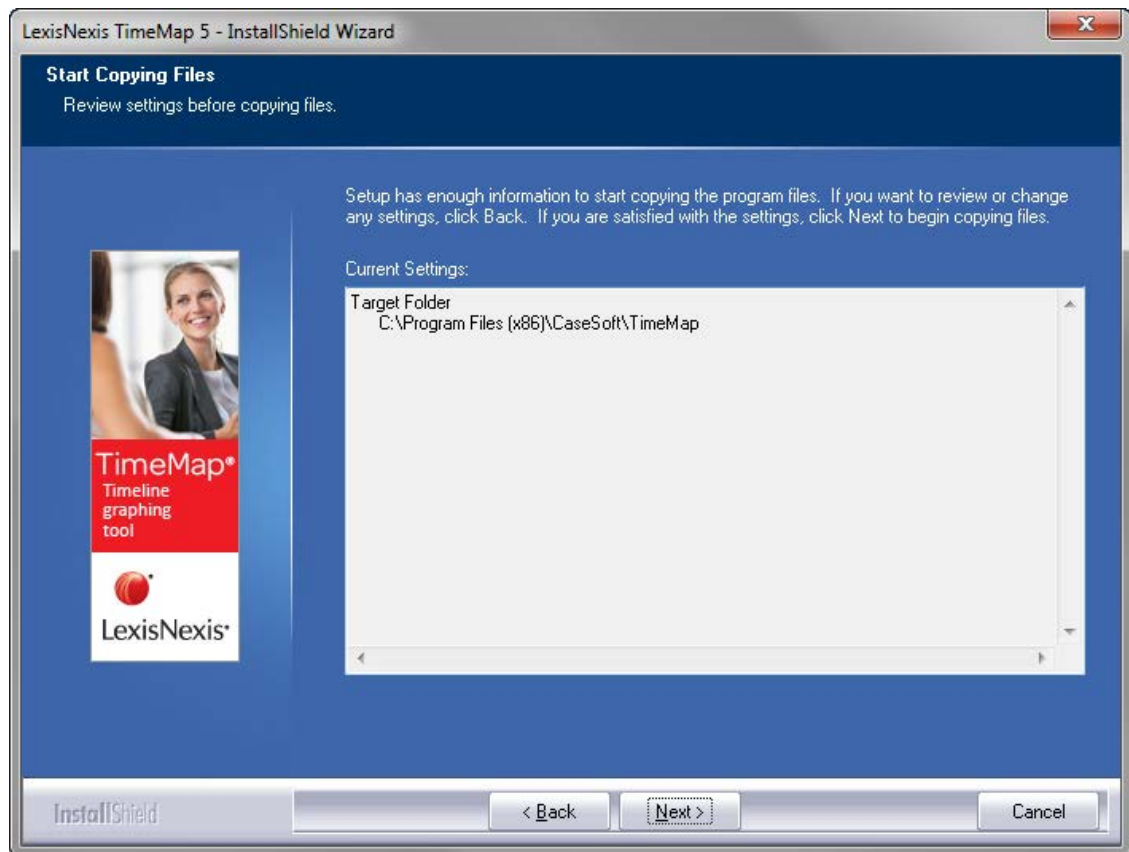 LexisNexis TimeMap 5 - InstallShield Wizard
Start Copying Files
Review settings before copying files.
Setup has enough information to start copying the program files. If you want to review or change
any settings, click Back. If you are satisfied with the settings, click Next to begin copying files.
Current Settings:
Target Folder
C:\Program Files (x86)\CaseSoft\TimeMap
TimeMap®
Timeline
graphing
tool
LexisNexis®
InstallShield
< Back
Next >
Cancel